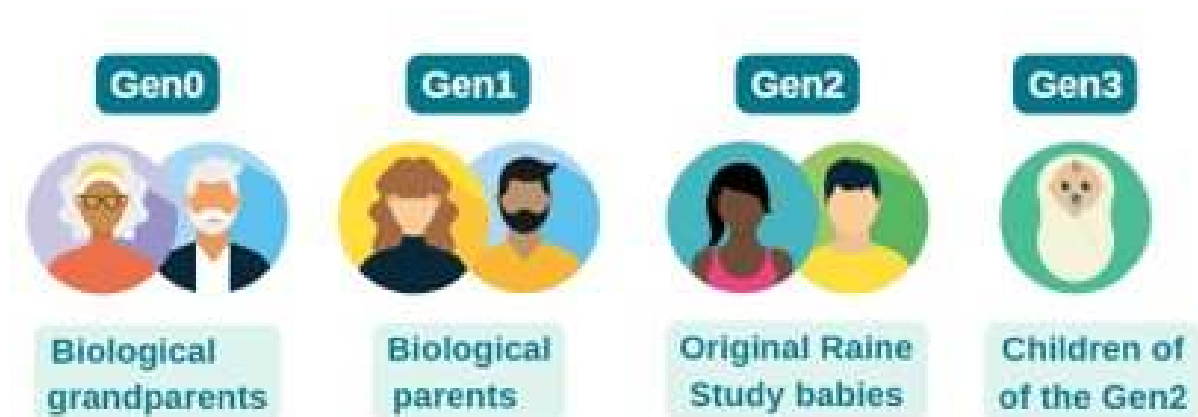 Gen0
Gen1
Gen2
Gen3
Biological
grandparents
Biological
parents
Original Raine
Study babies
Children of
of the Gen2